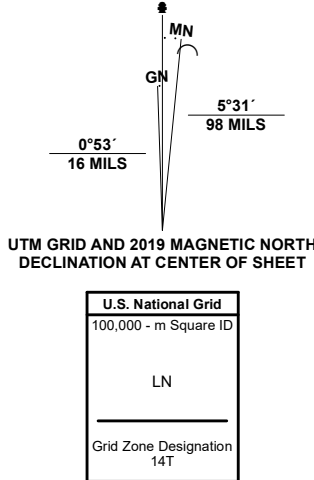 MN
GN
5°31´
98 MILS
0°53´
16 MILS
UTM GRID AND 2019 MAGNETIC NORTH
DECLINATION AT CENTER OF SHEET
U.S. National Grid
100,000 - m Square ID
LN
Grid Zone Designation
14T